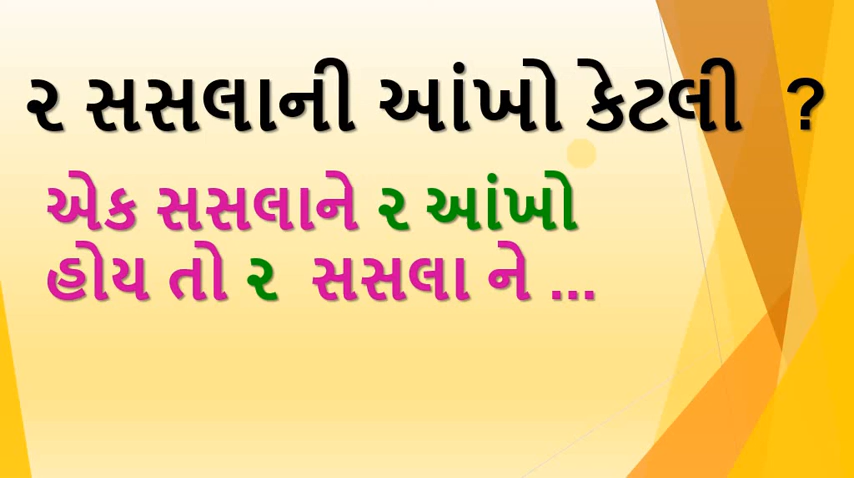 ૨ સસલાની આંખો કેટલી ?
એક સસલાને ૨ આંખો
હોય તો ૨ સસલા ને ...